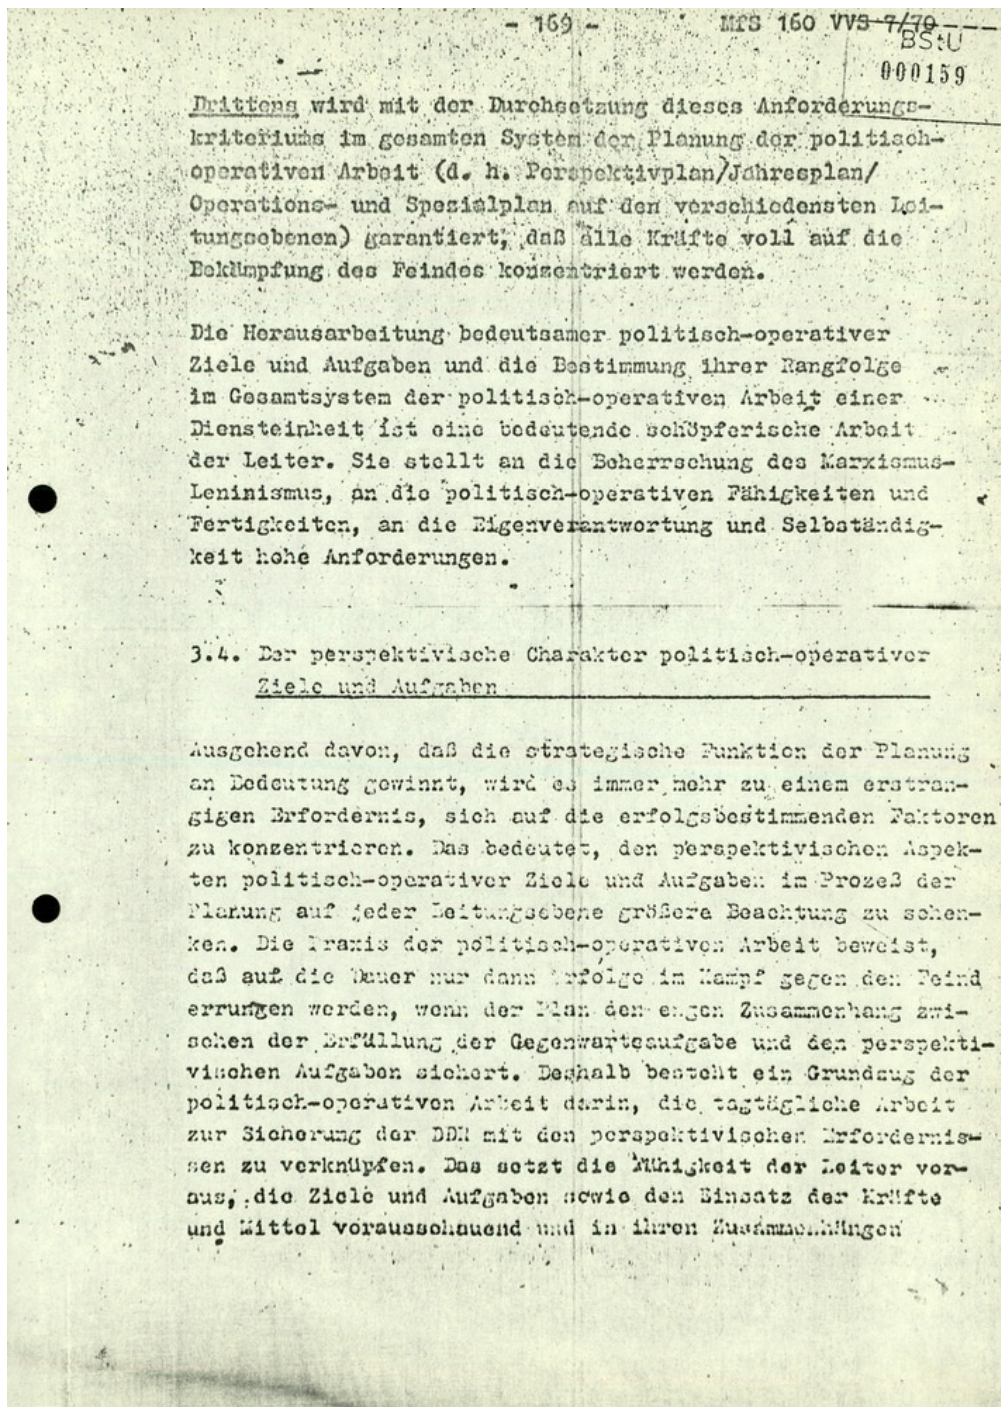 - 169 -
MfS 160 VVS 7/70
BStU
000159
Drittens wird mit der Durchsetzung dieses Anforderungs-
kriteriums im gesamten System der Planung der politisch-
operativen Arbeit (d. h. Perspektivplan/Jahresplan/
Operations- und Spezialplan auf den verschiedensten Lei-
tungsebenen) garantiert, daß alle Kräfte voll auf die
Bekämpfung des Feindes konzentriert werden.
Die Herausarbeitung bedeutsamer politisch-operativer
Ziele und Aufgaben und die Bestimmung ihrer Rangfolge
im Gesamtsystem der politisch-operativen Arbeit einer
Diensteinheit ist eine bedeutende schöpferische Arbeit
der Leiter. Sie stellt an die Beherrschung des Marxismus-
Leninismus, an die politisch-operativen Fähigkeiten und
Fertigkeiten, an die Eigenverantwortung und Selbständig-
keit hohe Anforderungen.
3.4. Der perspektivische Charakter politisch-operativer
Ziele und Aufgaben
Ausgehend davon, daß die strategische Funktion der Planung
an Bedeutung gewinnt, wird es immer mehr zu einem erstran-
gigen Erfordernis, sich auf die erfolgsbestimmenden Faktoren
zu konzentrieren. Das bedeutet, den perspektivischen Aspek-
ten politisch-operativer Ziele und Aufgaben im Prozeß der
Planung auf jeder Leitungsebene größere Beachtung zu schen-
ken. Die Praxis der politisch-operativen Arbeit beweist,
daß auf die Dauer nur dann Erfolge im Kampf gegen den Feind
errungen werden, wenn der Plan den engen Zusammenhang zwi-
schen der Erfüllung der Gegenwartsaufgabe und den perspekti-
vischen Aufgaben sichert. Deshalb besteht ein Grundzug der
politisch-operativen Arbeit darin, die tagtägliche Arbeit
zur Sicherung der DDR mit den perspektivischen Erfordernis-
sen zu verknüpfen. Das setzt die Fähigkeit der Leiter vor-
aus, die Ziele und Aufgaben sowie den Einsatz der Kräfte
und Mittel vorausschauend und in ihren Zusammenhängen